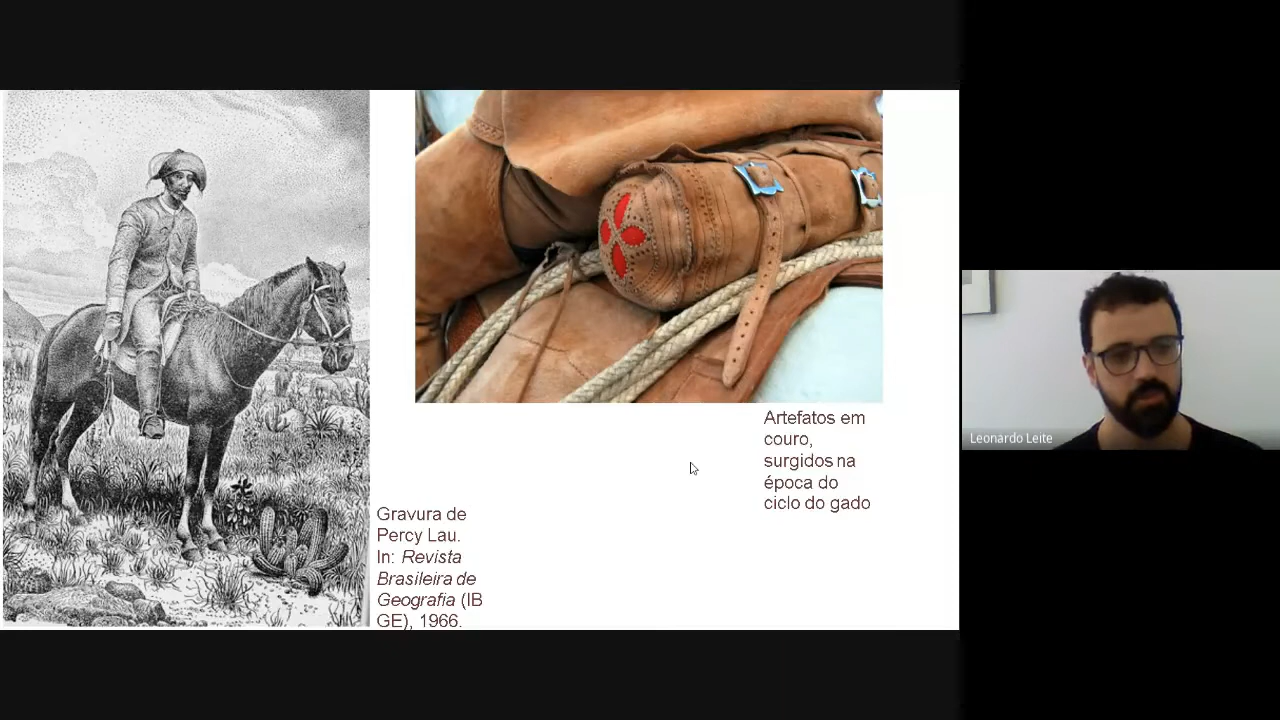 Artefatos em
couro,
surgidos na
época do
ciclo do gado
Gravura de
Percy Lau.
In: Revista
Brasileira de
Geografia (IB
GE), 1966.
Leonardo Leite